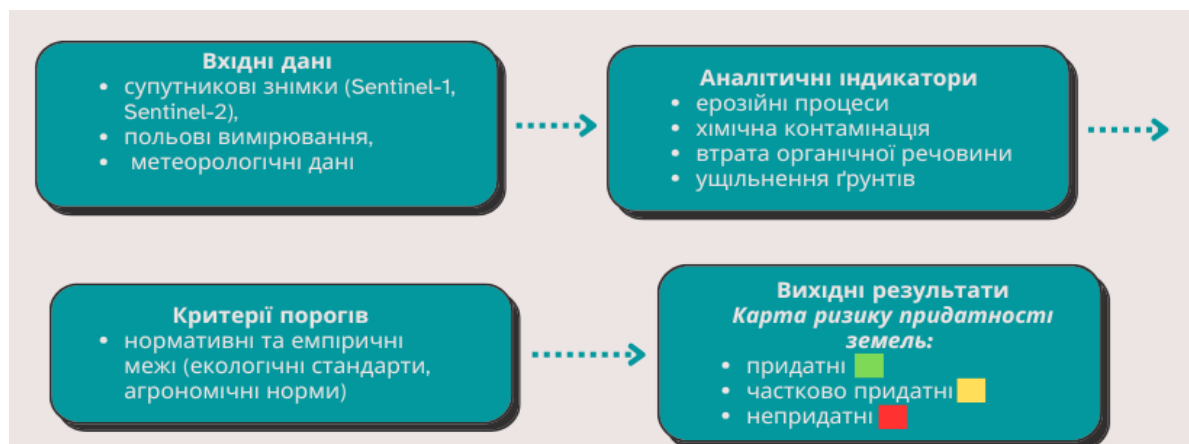 Вхідні дані
• супутникові знімки (Sentinel-1,
Sentinel-2),
• польові вимірювання,
• метеорологічні дані
Аналітичні індикатори
• ерозійні процеси
• хімічна контамінація
• втрата органічної речовини
• ущільнення ґрунтів
Критерії порогів
• нормативні та емпіричні
межі (екологічні стандарти,
агрономічні норми)
Вихідні результати
Карта ризику придатності
земель:
• придатні
• частково придатні
• непридатні